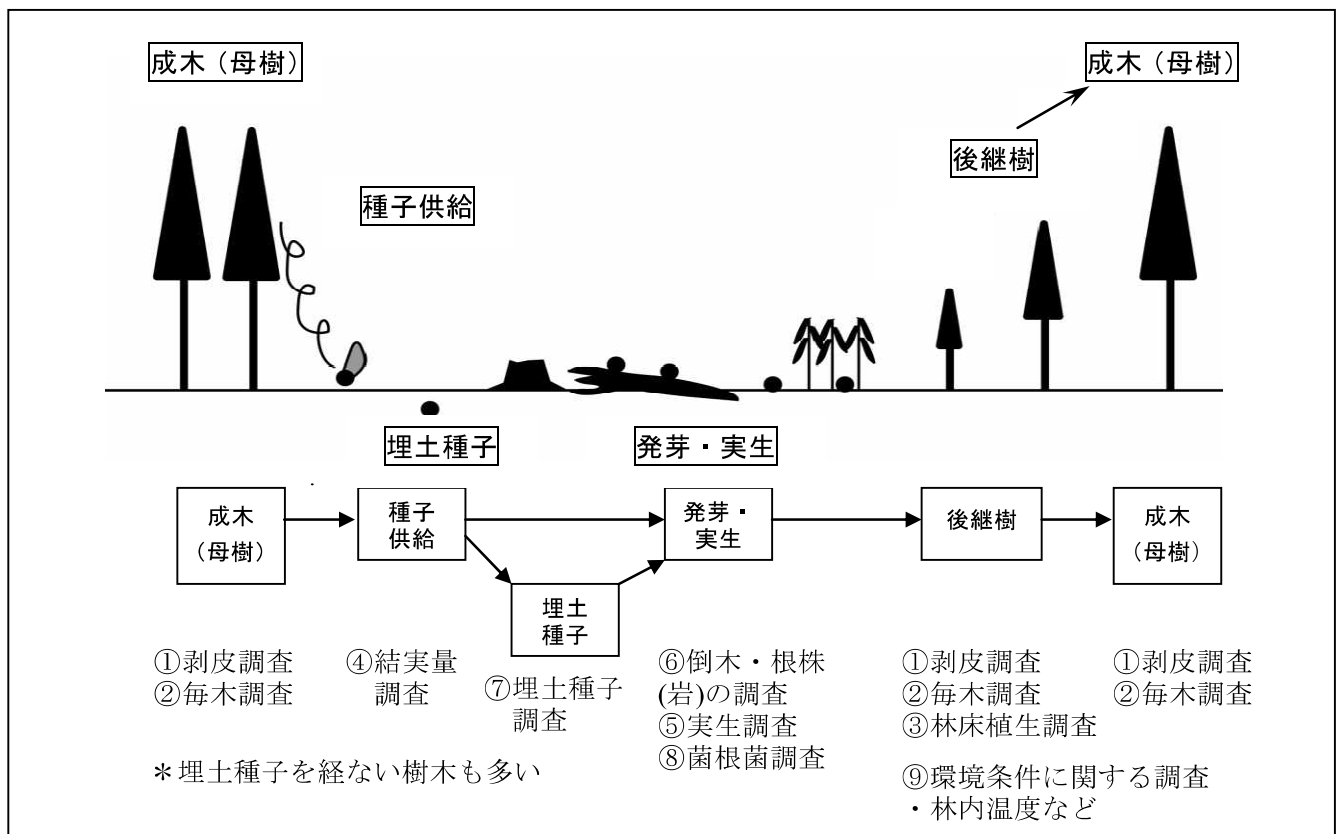 成木（母樹）
成木（母樹）
後継樹
種子供給
埋土種子
発芽・実生
成木
（母樹）
種子
供給
埋土
種子
発芽・
実生
後継樹
成木
（母樹）
①剥皮調査
②毎木調査
④結実量
調査
⑦埋土種子
調査
⑥倒木・根株
(岩)の調査
⑤実生調査
⑧菌根菌調査
①剥皮調査
②毎木調査
③林床植生調査
①剥皮調査
②毎木調査
＊埋土種子を経ない樹木も多い
⑨環境条件に関する調査
・林内温度など